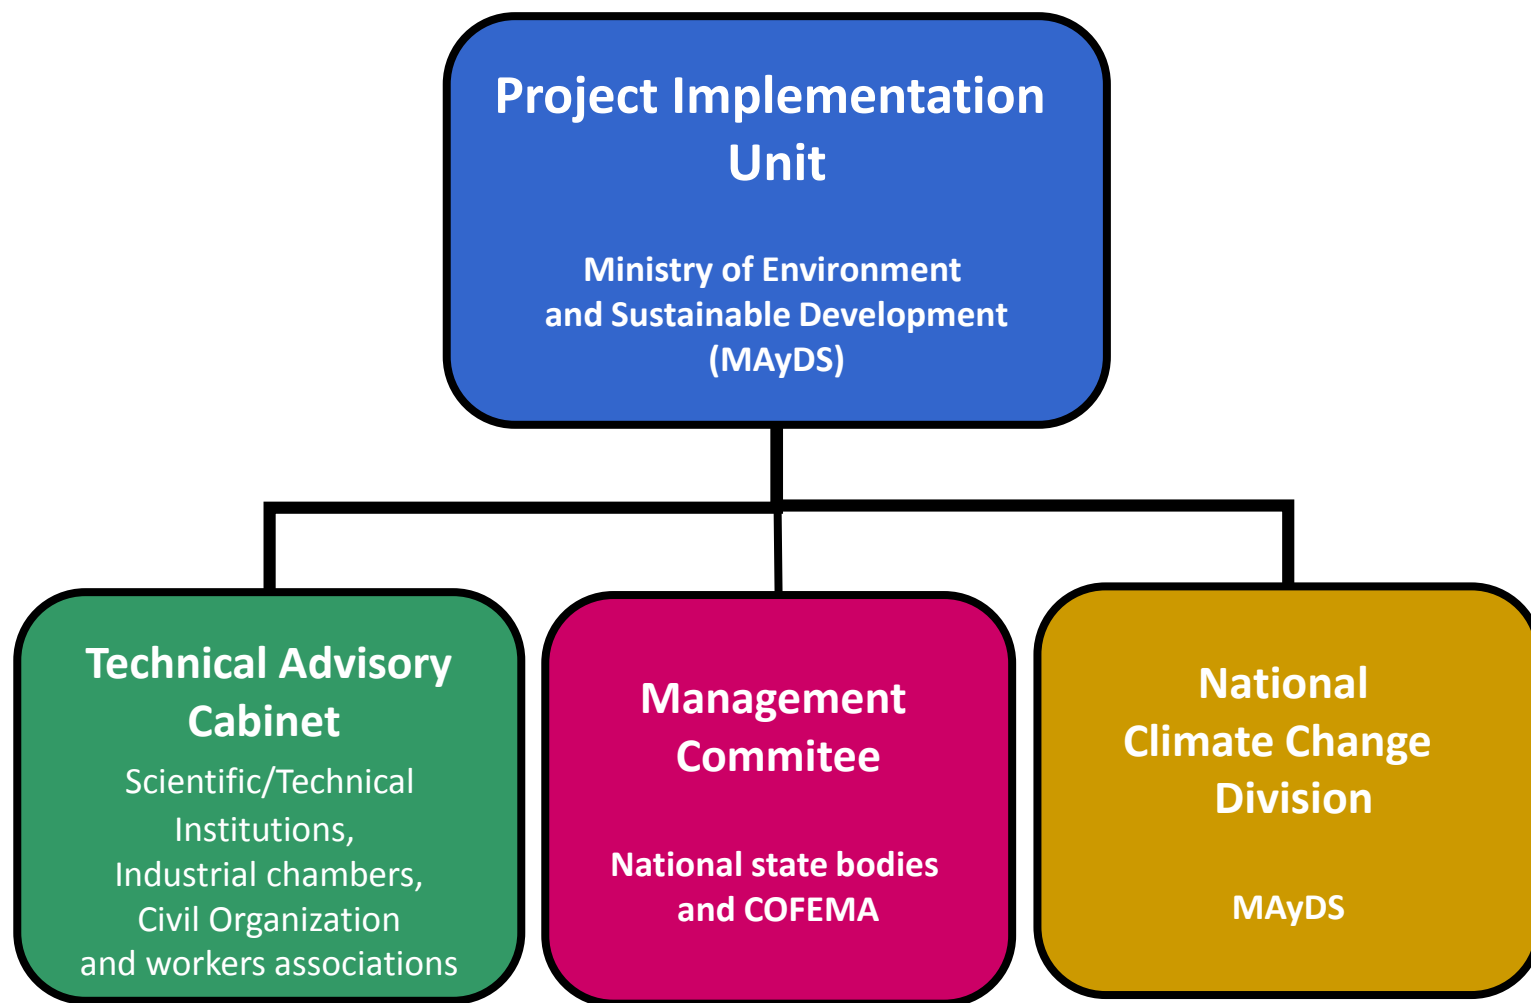 Project Implementation
Unit
Ministry of Environment
and Sustainable Development
(MAyDS)
Technical Advisory
Cabinet
Scientific/Technical
Institutions,
Industrial chambers,
Civil Organization
and workers associations
Management
Commitee
National state bodies
and COFEMA
National
Climate Change
Division
MAyDS